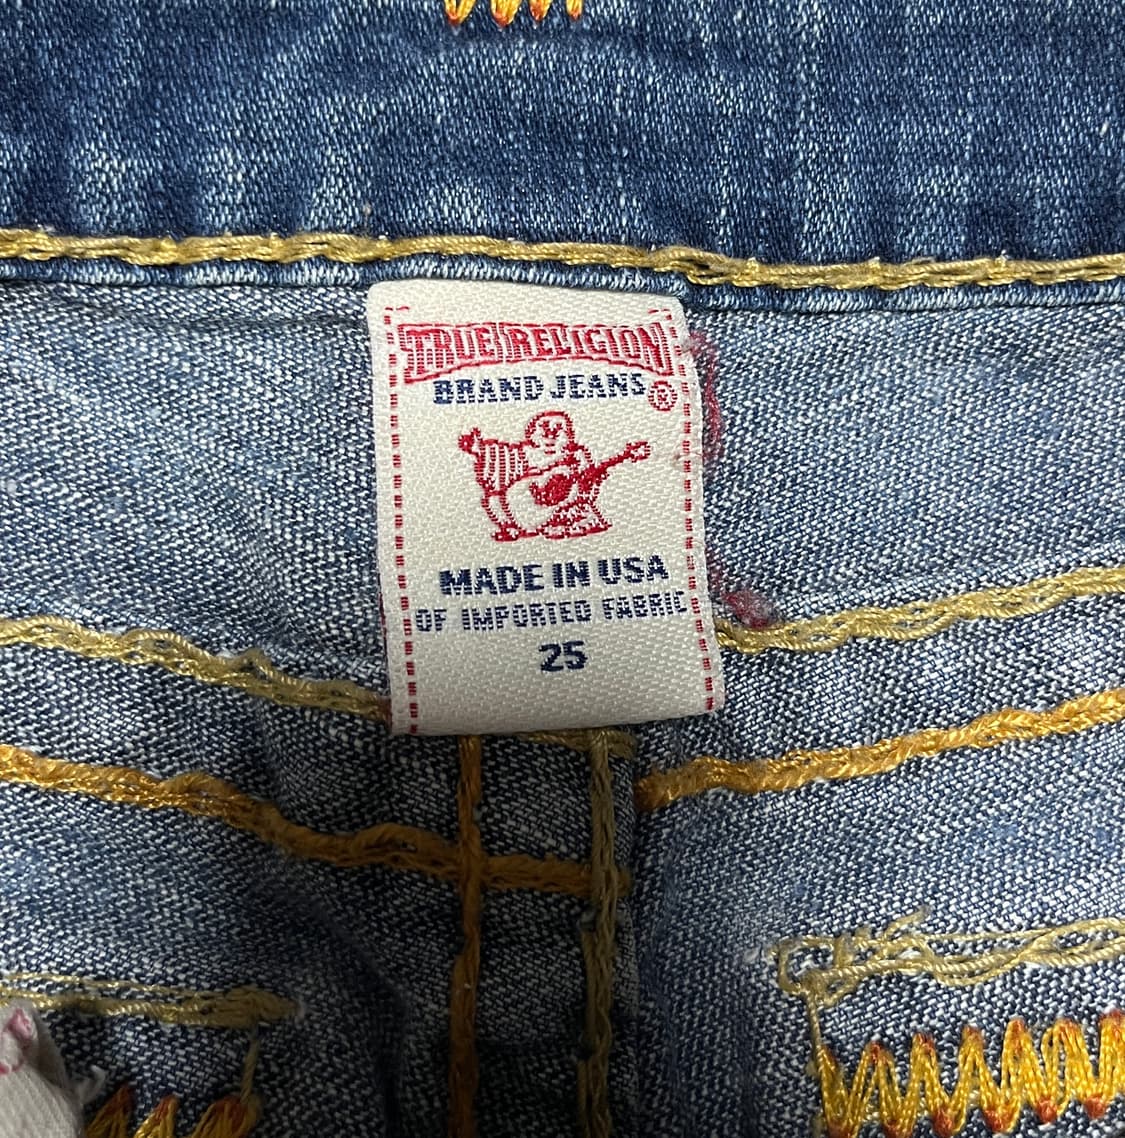 TRUE RELIGION
BRAND JEANS®
MADE IN USA
OF IMPORTED FABRIC
25